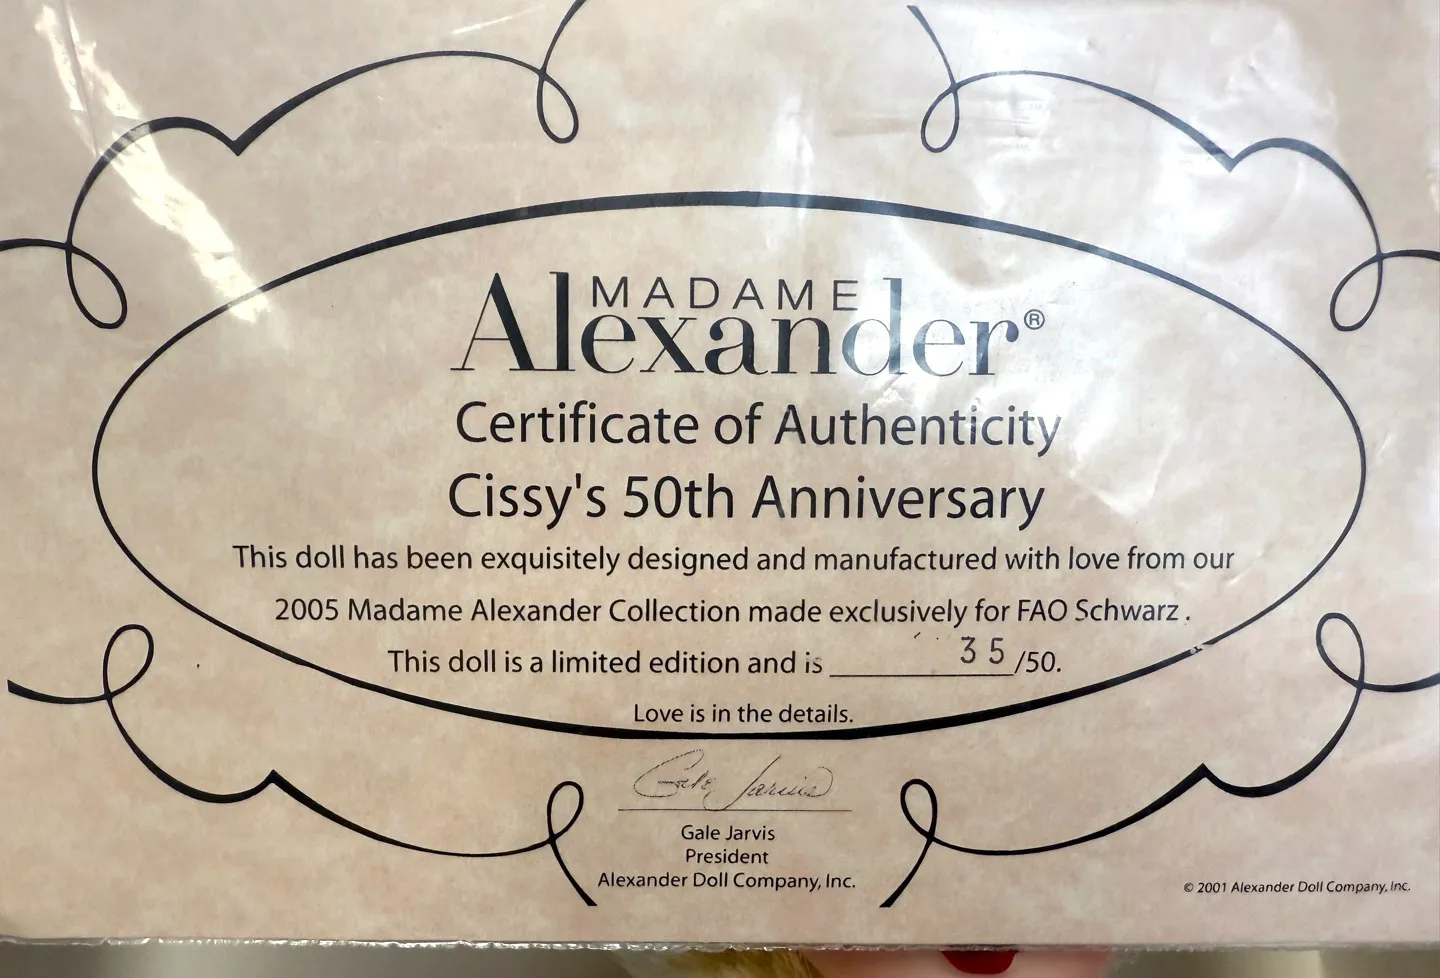 MADAME
Alexander®
Certificate of Authenticity
Cissy's 50th Anniversary
This doll has been exquisitely designed and manufactured with love from our
2005 Madame Alexander Collection made exclusively for FAO Schwarz .
This doll is a limited edition and is 35 /50.
Love is in the details.
Gale Jarvis
Gale Jarvis
President
Alexander Doll Company, Inc.
© 2001 Alexander Doll Company, Inc.